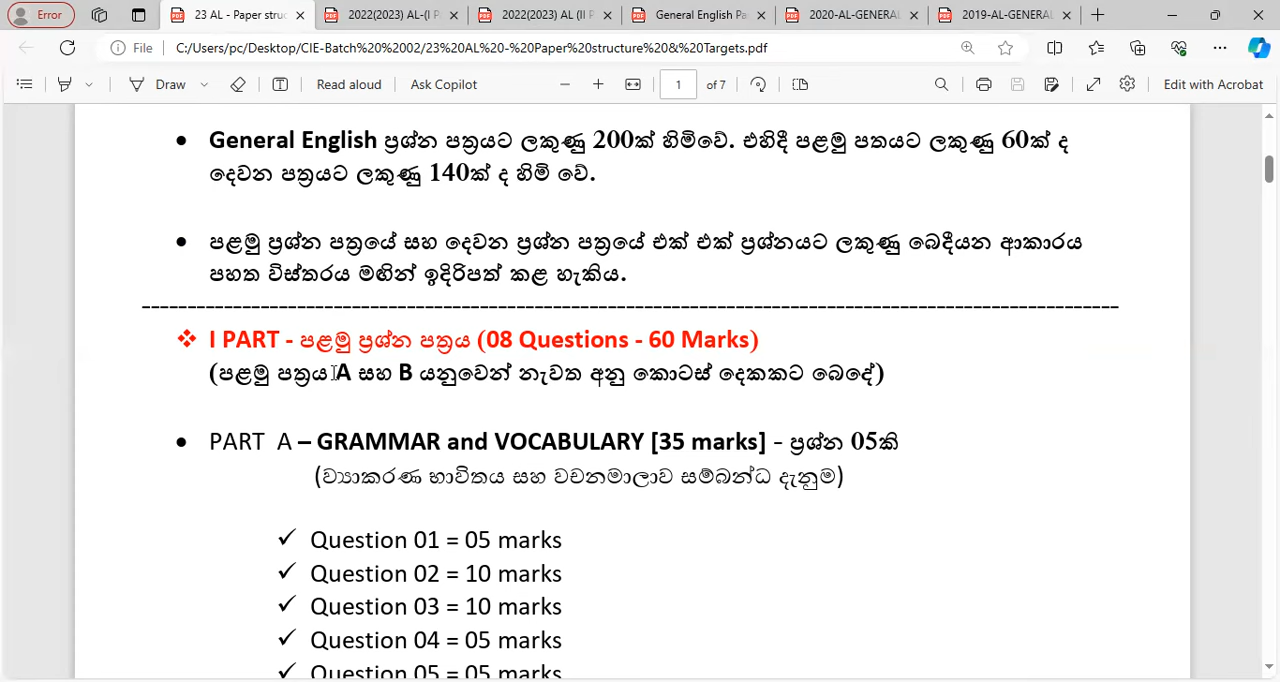 Error
23 AL - Paper struc
2022(2023) AL-(I P
2022(2023) AL (II P
General English Pa
2020-AL-GENERAL
2019-AL-GENERAL
File
C:/Users/pc/Desktop/CIE-Batch%20%2002/23%20AL%20-%20Paper%20structure%20&%20Targets.pdf
Draw
Read aloud
Ask Copilot
1
of 7
Edit with Acrobat
• General English ප්‍රශ්න පත්‍රයට ලකුණු 200ක් හිමිවේ. එහිදී පළමු පතයට ලකුණු 60ක් ද
දෙවන පත්‍රයට ලකුණු 140ක් ද හිමි වේ.
• පළමු ප්‍රශ්න පත්‍රයේ සහ දෙවන ප්‍රශ්න පත්‍රයේ එක් එක් ප්‍රශ්නයට ලකුණු බෙදීයන ආකාරය
පහත විස්තරය මඟින් ඉදිරිපත් කළ හැකිය.
❖ I PART - පළමු ප්‍රශ්න පත්‍රය (08 Questions - 60 Marks)
(පළමු පත්‍රය A සහ B යනුවෙන් නැවත අනු කොටස් දෙකකට බෙදේ)
• PART A – GRAMMAR and VOCABULARY [35 marks] - ප්‍රශ්න 05කි
(ව්‍යාකරණ භාවිතය සහ වචනමාලාව සම්බන්ධ දැනුම)
✓ Question 01 = 05 marks
✓ Question 02 = 10 marks
✓ Question 03 = 10 marks
✓ Question 04 = 05 marks
✓ Question 05 = 05 marks